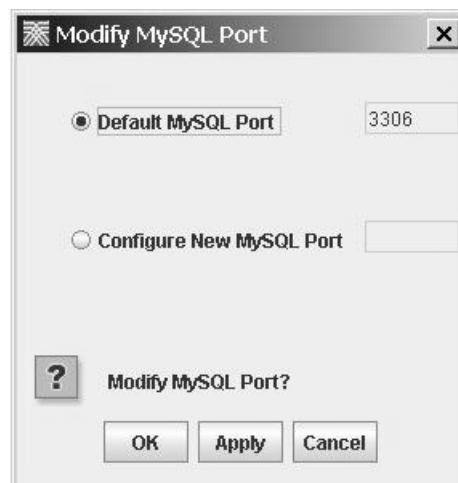 Modify MySQL Port
Default MySQL Port 3306
Configure New MySQL Port
? Modify MySQL Port?
OK Apply Cancel